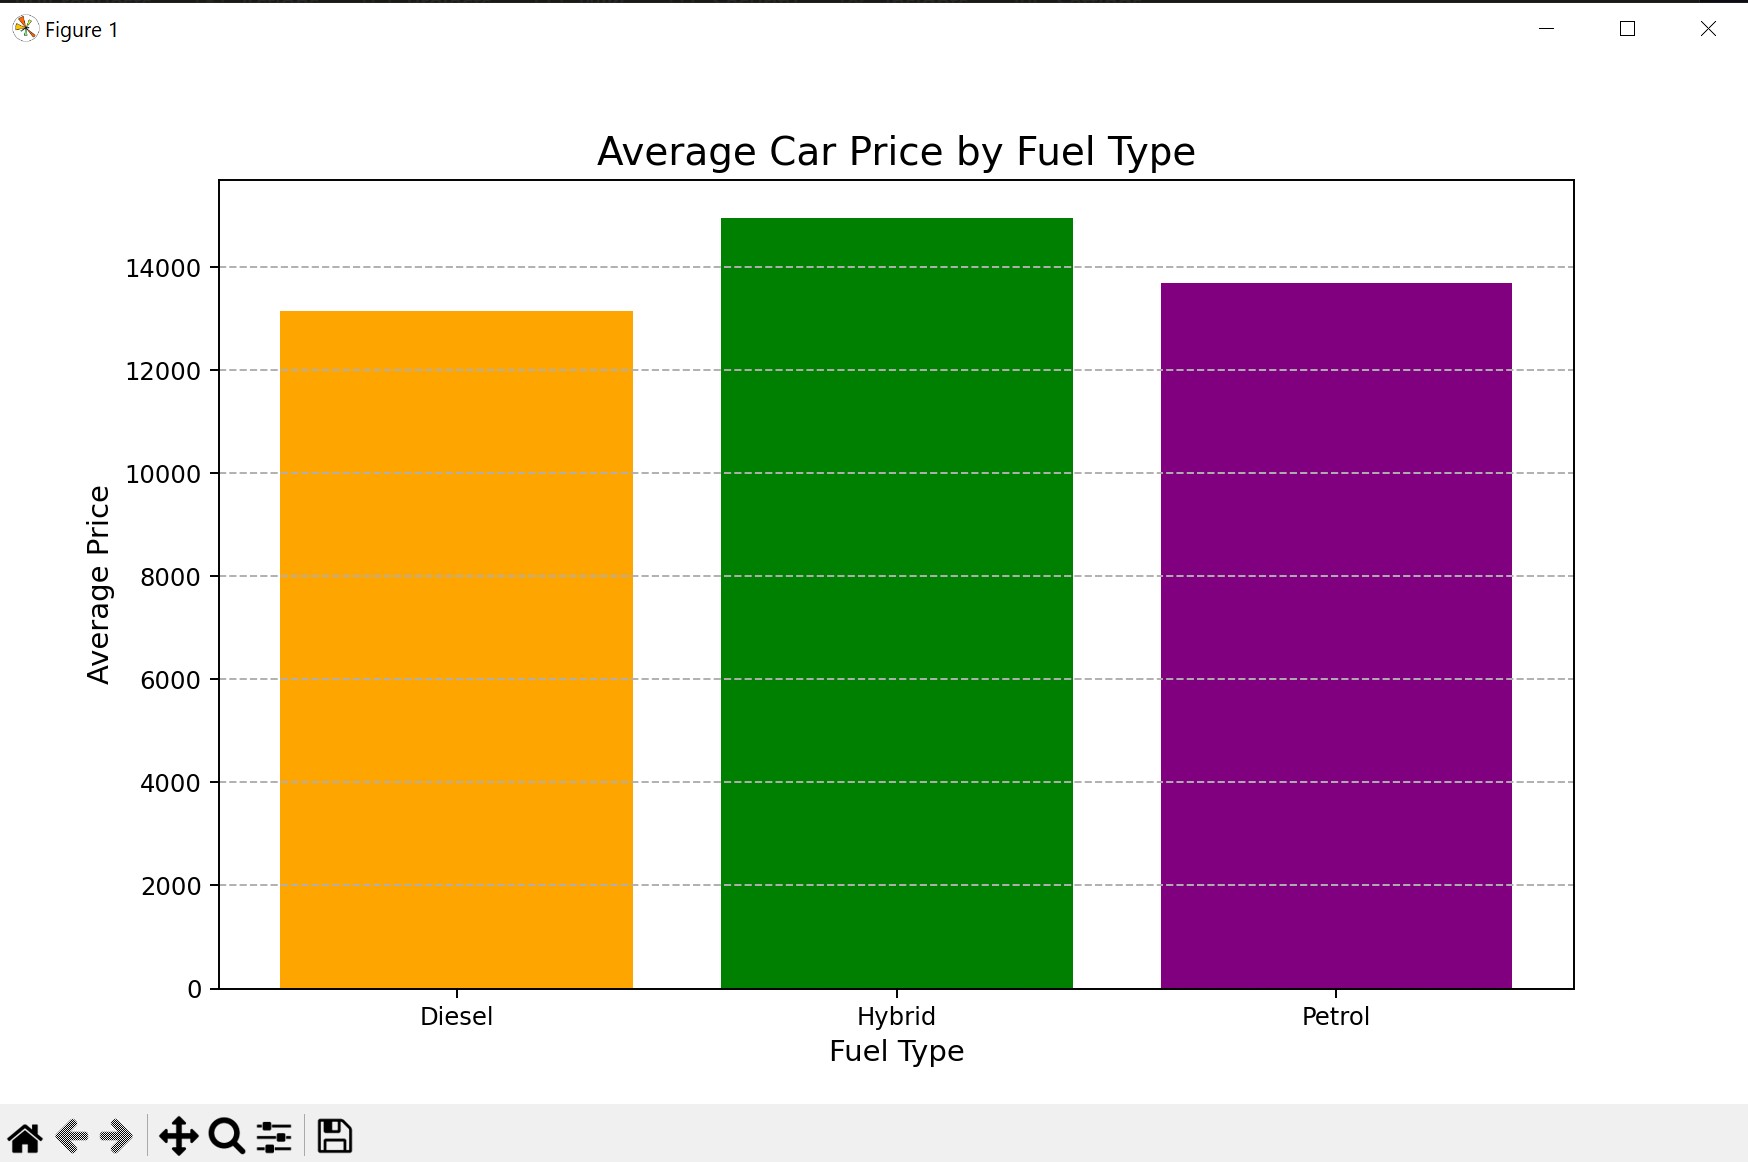 Figure 1
Average Car Price by Fuel Type
14000
12000
10000
8000
6000
4000
2000
0
Average Price
Diesel
Hybrid
Petrol
Fuel Type